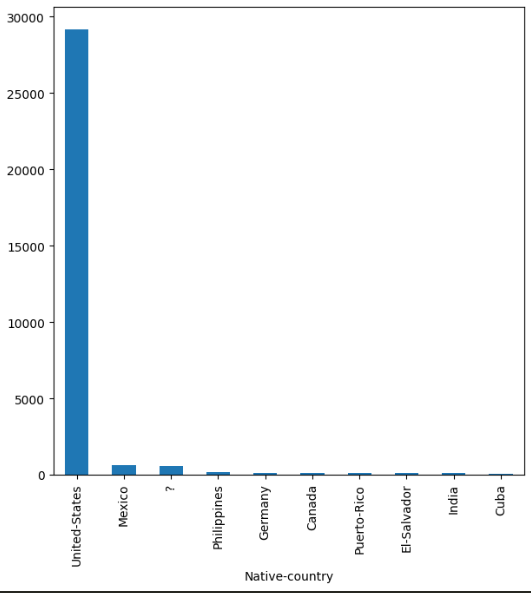 30000
25000
20000
15000
10000
5000
0
United-States
Mexico
?
Philippines
Germany
Canada
Puerto-Rico
El-Salvador
India
Cuba
Native-country